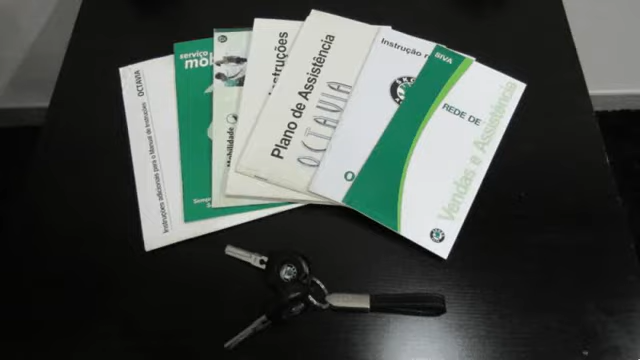 OCTAVIA
Instruções adicionais para o Manual de Instruções
serviço
mobi
Mobilidade
Instruções
Plano de Assistência
OCTAVIA
Instrução
O
SIVA
REDE DE
Vendas e Assistência